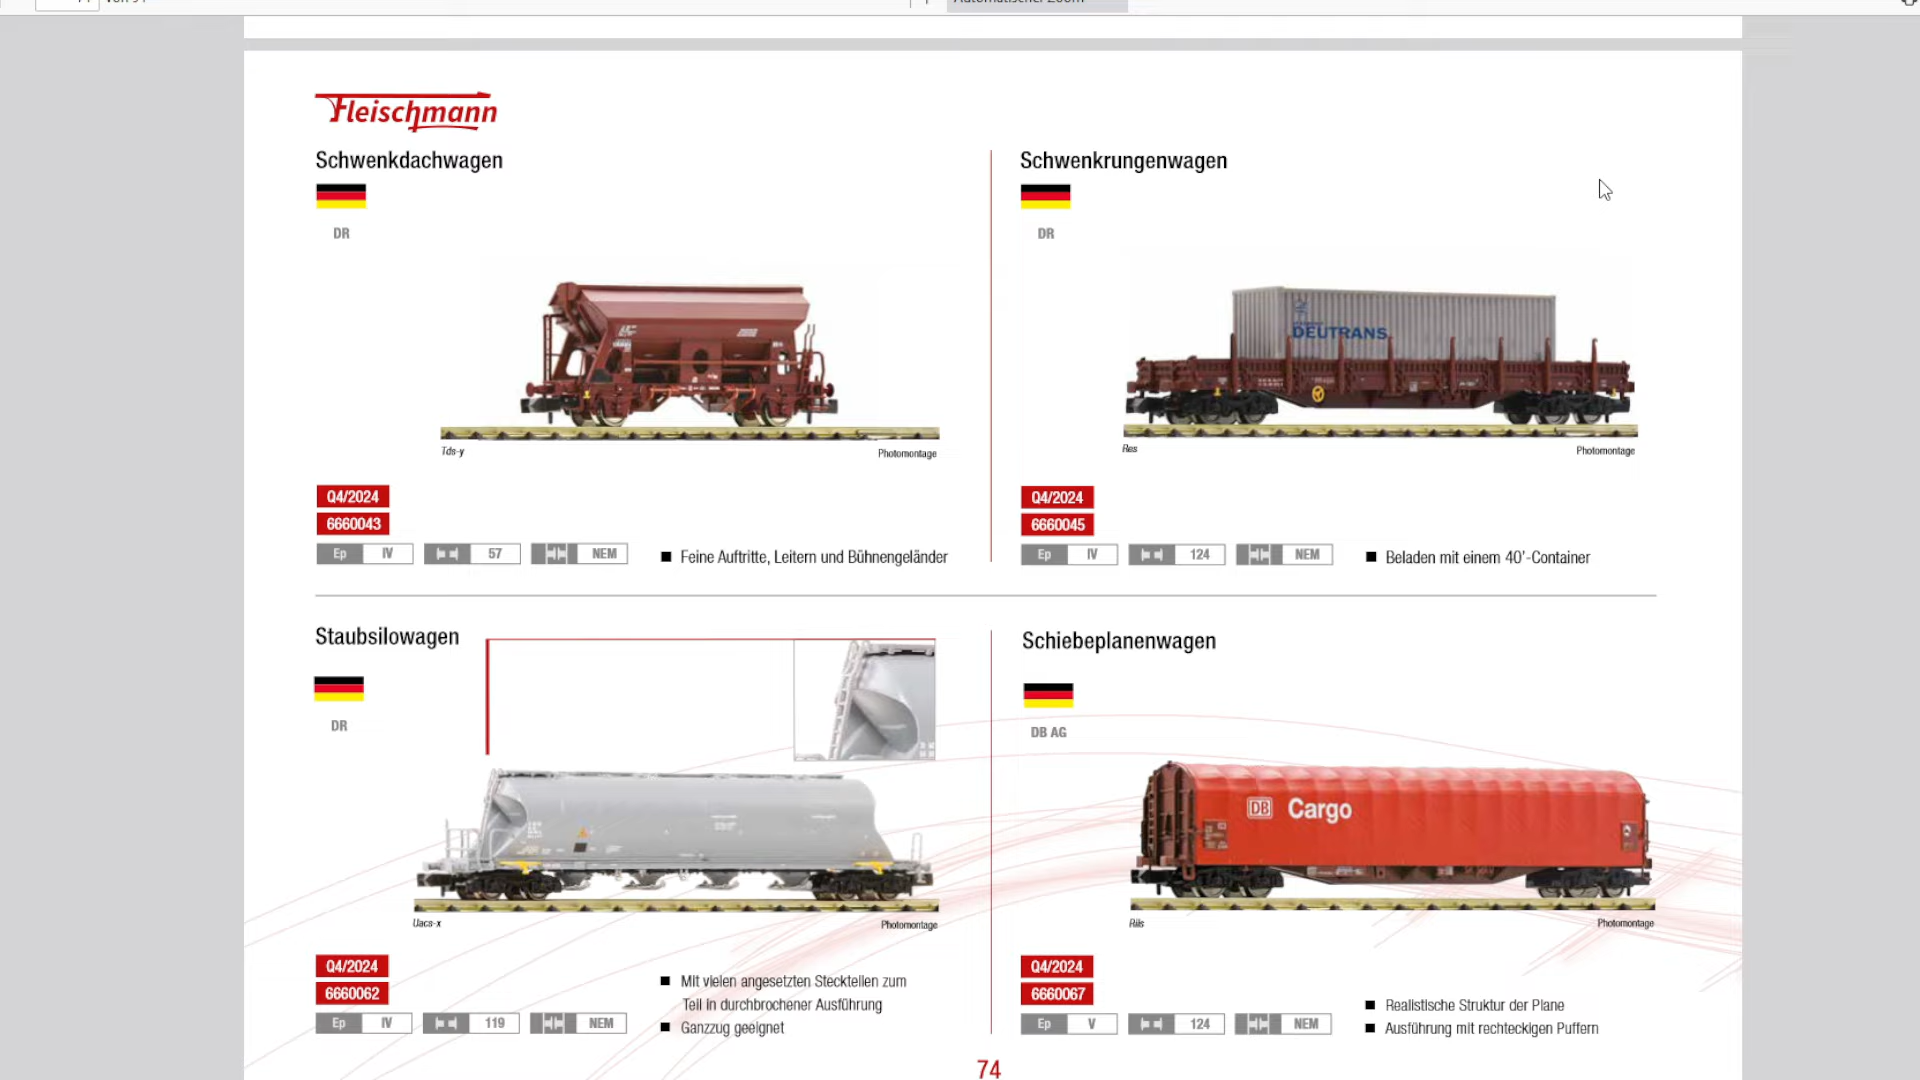 Fleischmann
Schwenkdachwagen
DR
Tds-y
Photomontage
Q4/2024
6660043
Ep IV 57 NEM
■ Feine Auftritte, Leitern und Bühnengeländer
Schwenkrungenwagen
DR
DEUTRANS
Res
Photomontage
Q4/2024
6660045
Ep IV 124 NEM
■ Beladen mit einem 40'-Container
Staubsilowagen
DR
Uacs-x
Photomontage
Q4/2024
6660062
Ep IV 119 NEM
■ Mit vielen angesetzten Steckteilen zum
Teil in durchbrochener Ausführung
■ Ganzzug geeignet
Schiebeplanenwagen
DB AG
DB Cargo
Rils
Photomontage
Q4/2024
6660067
Ep V 124 NEM
■ Realistische Struktur der Plane
■ Ausführung mit rechteckigen Puffern
74